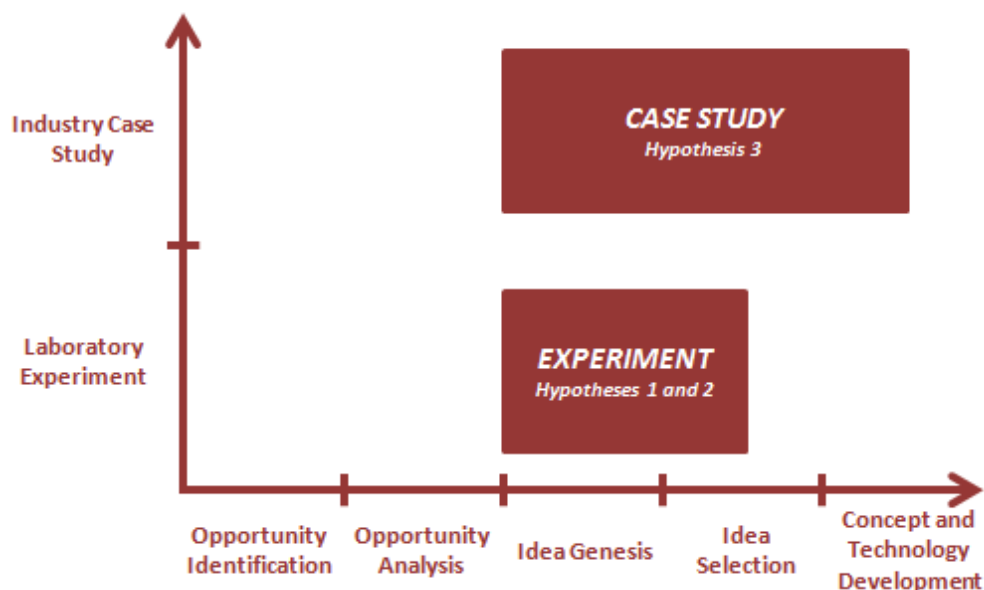 Industry Case
Study
CASE STUDY
Hypothesis 3
Laboratory
Experiment
EXPERIMENT
Hypotheses 1 and 2
Opportunity
Identification
Opportunity
Analysis
Idea Genesis
Idea
Selection
Concept and
Technology
Development